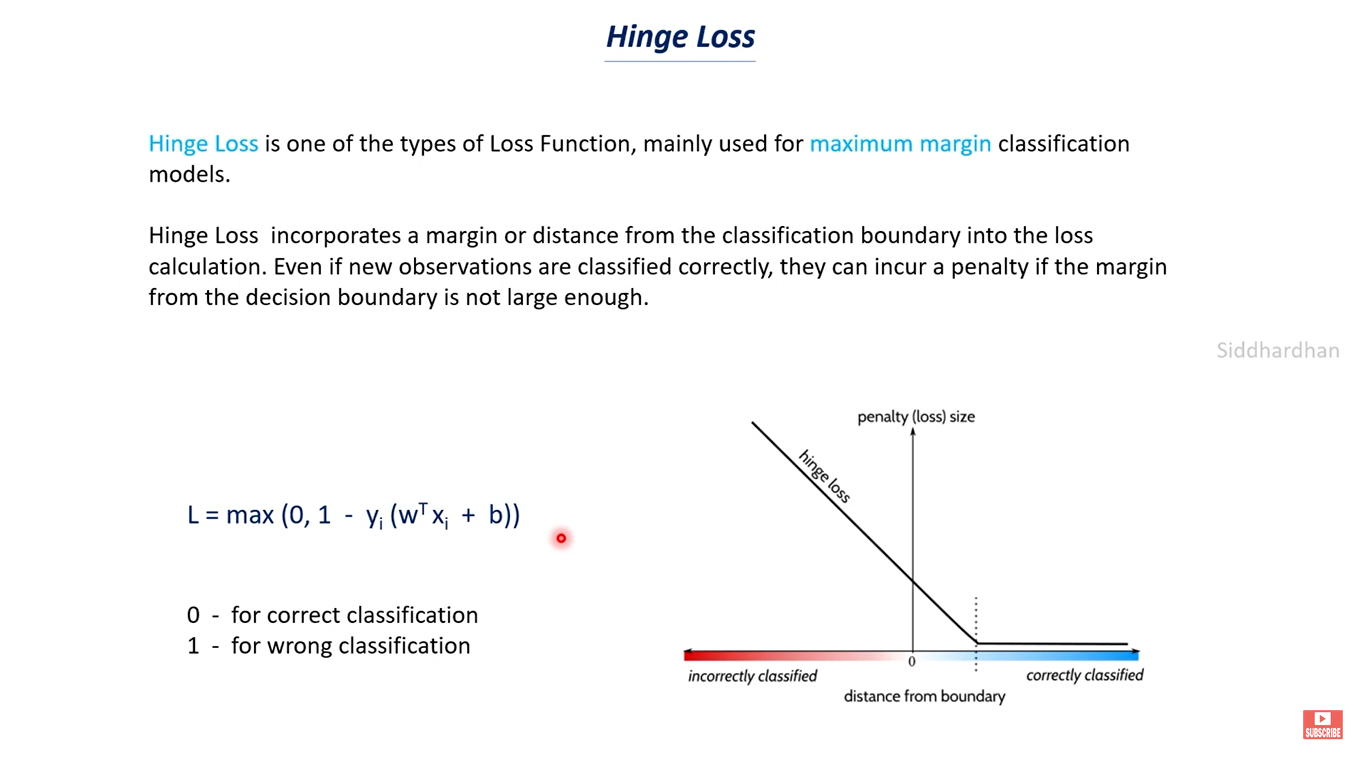 Hinge Loss
Hinge Loss is one of the types of Loss Function, mainly used for maximum margin classification
models.
Hinge Loss  incorporates a margin or distance from the classification boundary into the loss
calculation. Even if new observations are classified correctly, they can incur a penalty if the margin
from the decision boundary is not large enough.
Siddhardhan
penalty (loss) size
hinge loss
L = max (0, 1 - yᵢ (wᵀ xᵢ + b))
0 - for correct classification
1 - for wrong classification
0
incorrectly classified
correctly classified
distance from boundary
SUBSCRIBE